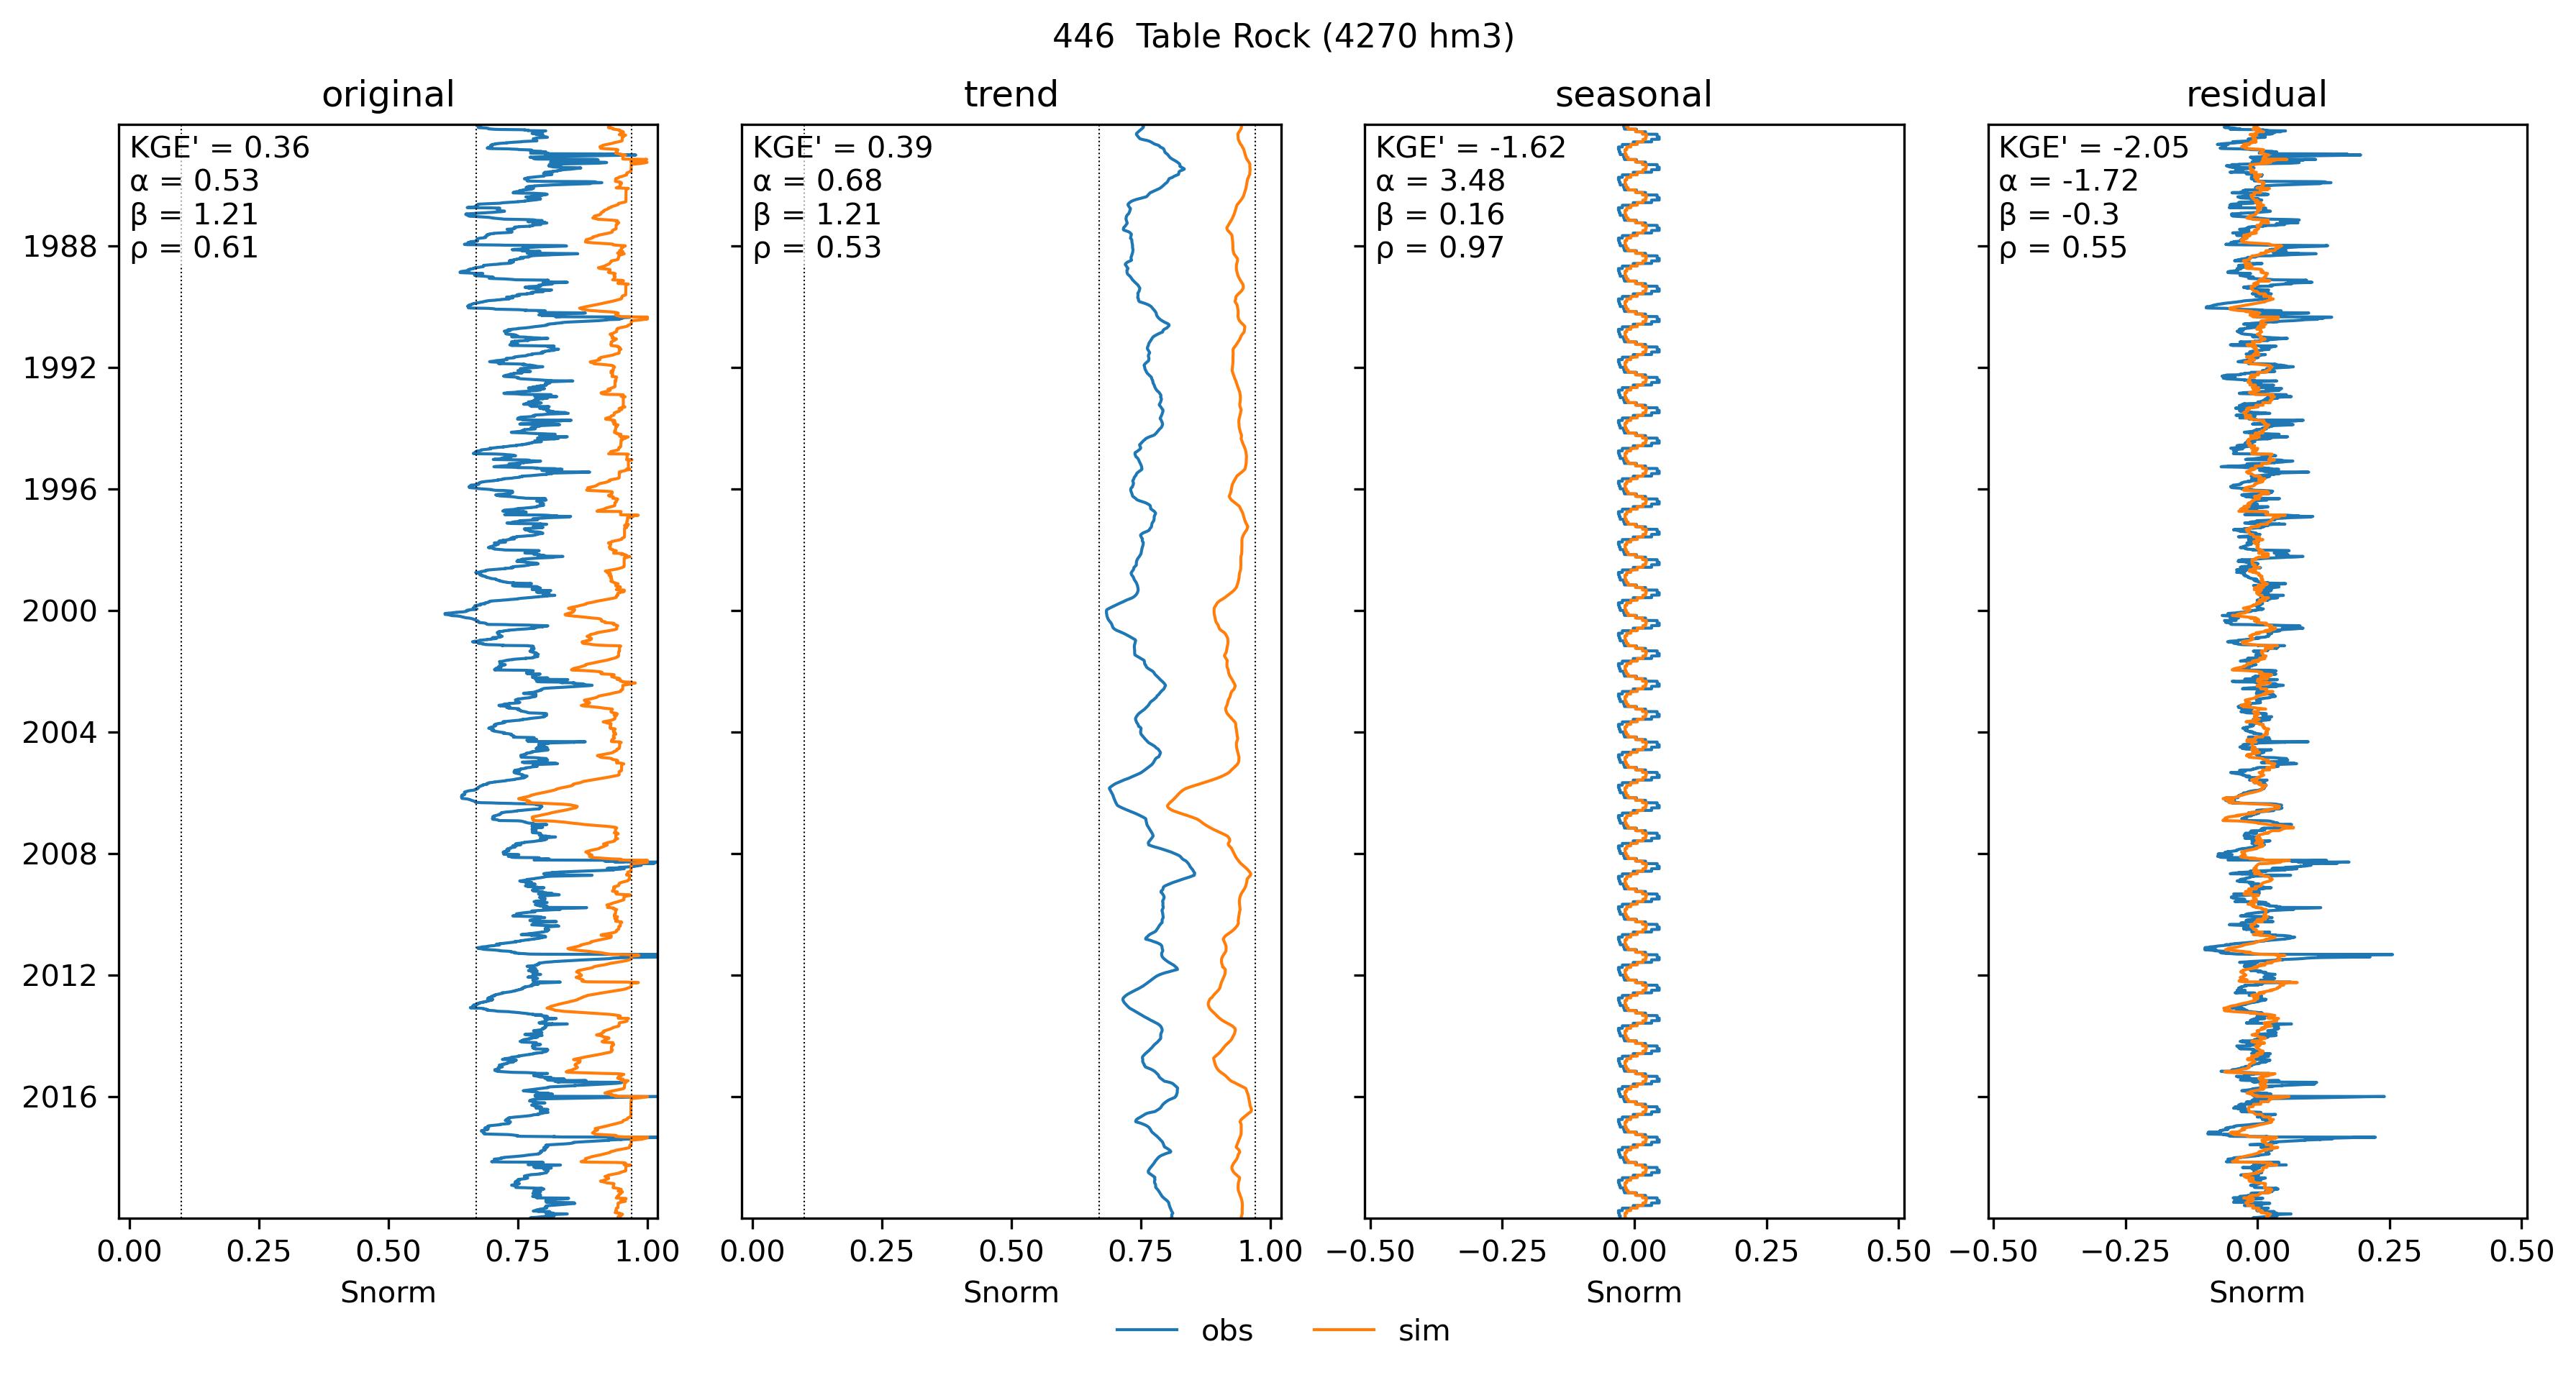 446  Table Rock (4270 hm3)
original
trend
seasonal
residual
KGE' = 0.36
α = 0.53
β = 1.21
ρ = 0.61
KGE' = 0.39
α = 0.68
β = 1.21
ρ = 0.53
KGE' = -1.62
α = 3.48
β = 0.16
ρ = 0.97
KGE' = -2.05
α = -1.72
β = -0.3
ρ = 0.55
1988
1992
1996
2000
2004
2008
2012
2016
0.00 0.25 0.50 0.75 1.00
0.00 0.25 0.50 0.75 1.00
−0.50 −0.25 0.00 0.25 0.50
−0.50 −0.25 0.00 0.25 0.50
Snorm
Snorm
Snorm
Snorm
obs
sim